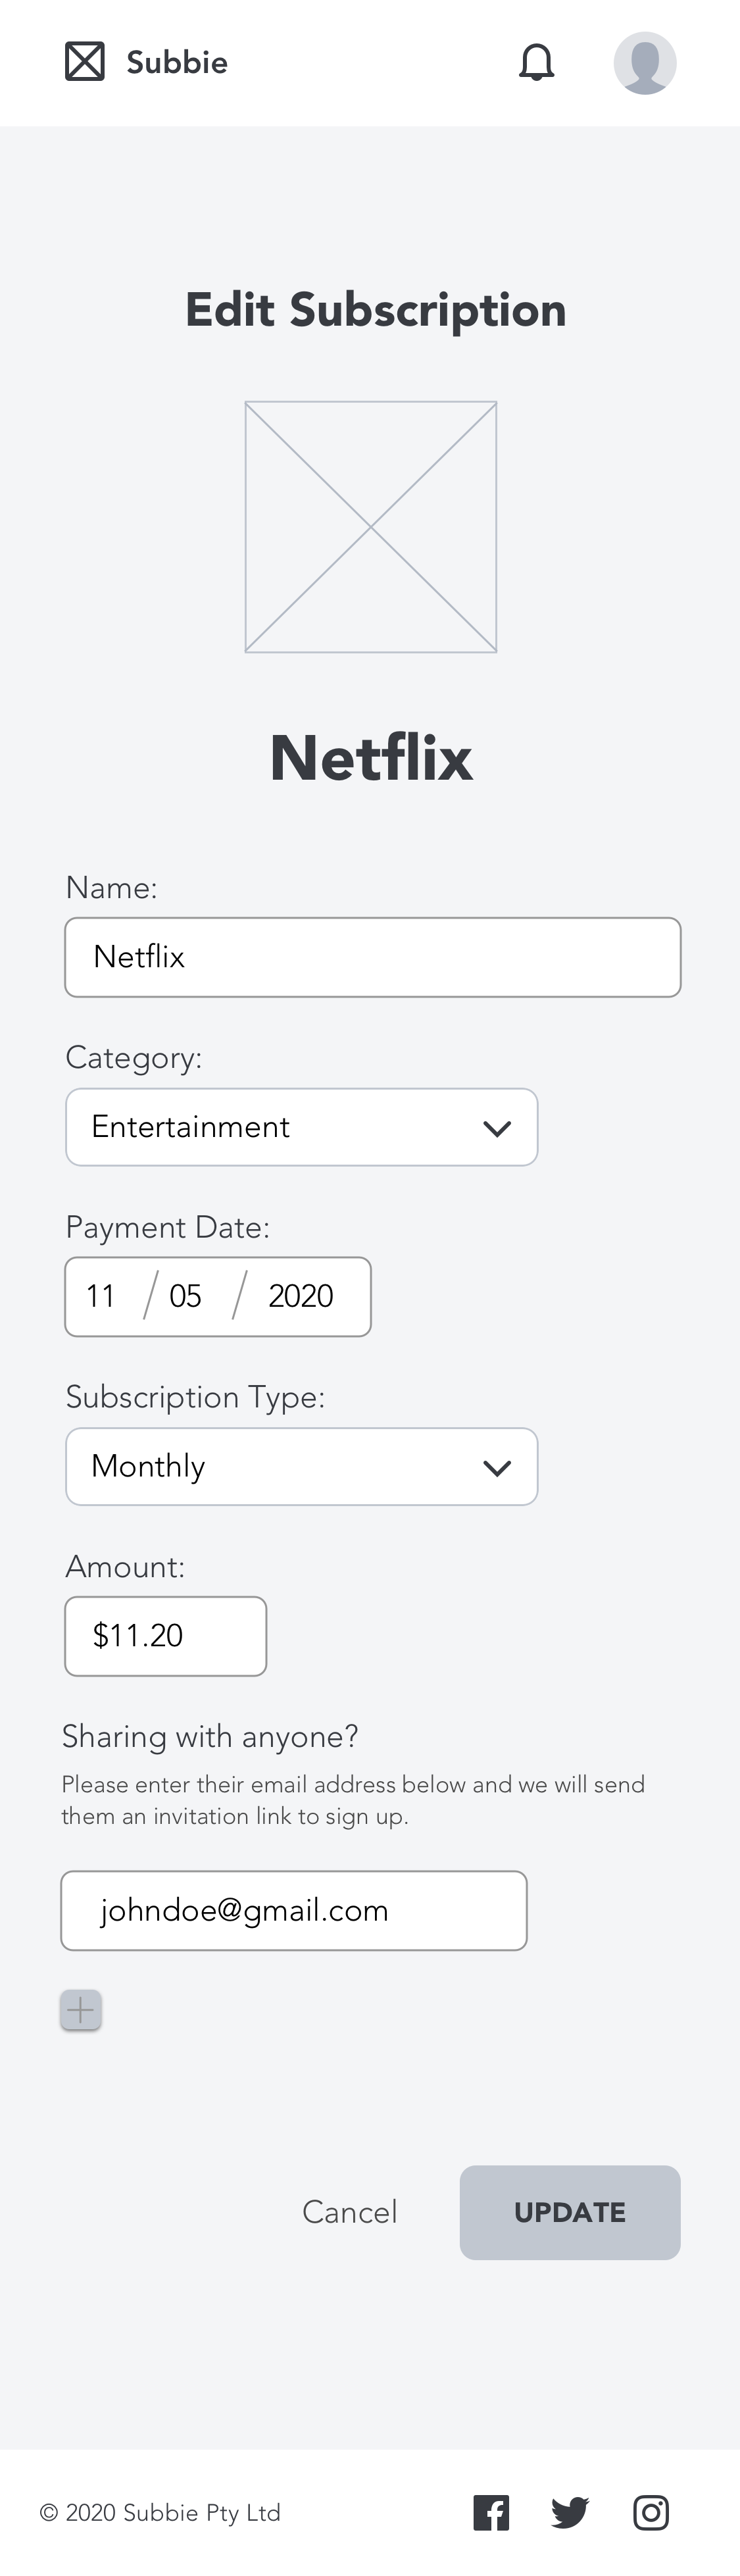 Subbie
Edit Subscription
Netflix
Name:
Netflix
Category:
Entertainment
Payment Date:
11 / 05 / 2020
Subscription Type:
Monthly
Amount:
$11.20
Sharing with anyone?
Please enter their email address below and we will send
them an invitation link to sign up.
johndoe@gmail.com
Cancel
UPDATE
© 2020 Subbie Pty Ltd